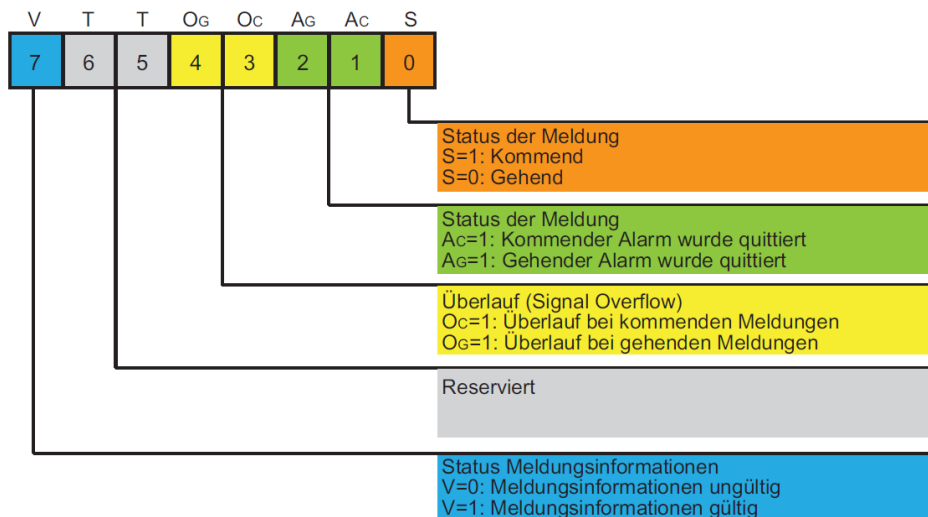 V T T OG OC AG AC S
7 6 5 4 3 2 1 0
Status der Meldung
S=1: Kommend
S=0: Gehend
Status der Meldung
AC=1: Kommender Alarm wurde quittiert
AG=1: Gehender Alarm wurde quittiert
Überlauf (Signal Overflow)
OC=1: Überlauf bei kommenden Meldungen
OG=1: Überlauf bei gehenden Meldungen
Reserviert
Status Meldungsinformationen
V=0: Meldungsinformationen ungültig
V=1: Meldungsinformationen gültig